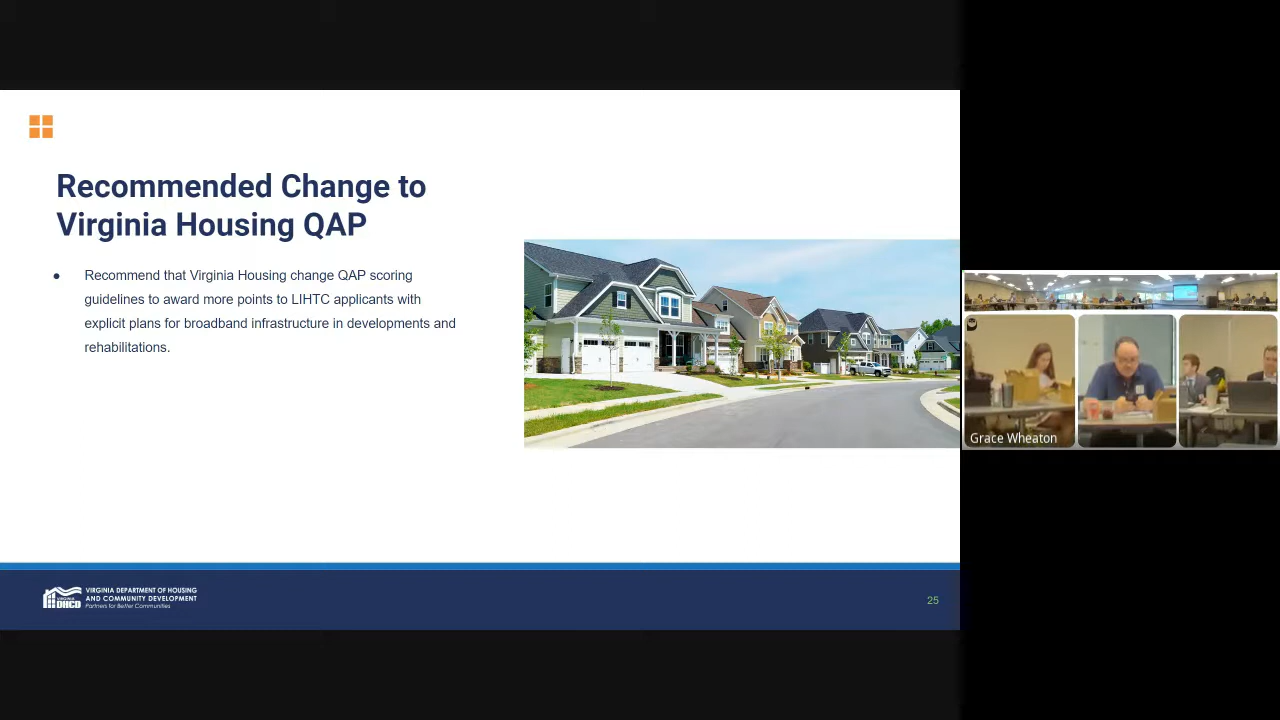 Recommended Change to
Virginia Housing QAP
● Recommend that Virginia Housing change QAP scoring
guidelines to award more points to LIHTC applicants with
explicit plans for broadband infrastructure in developments and
rehabilitations.
Grace Wheaton
VIRGINIA
DHCD
VIRGINIA DEPARTMENT OF HOUSING
AND COMMUNITY DEVELOPMENT
Partners for Better Communities
25